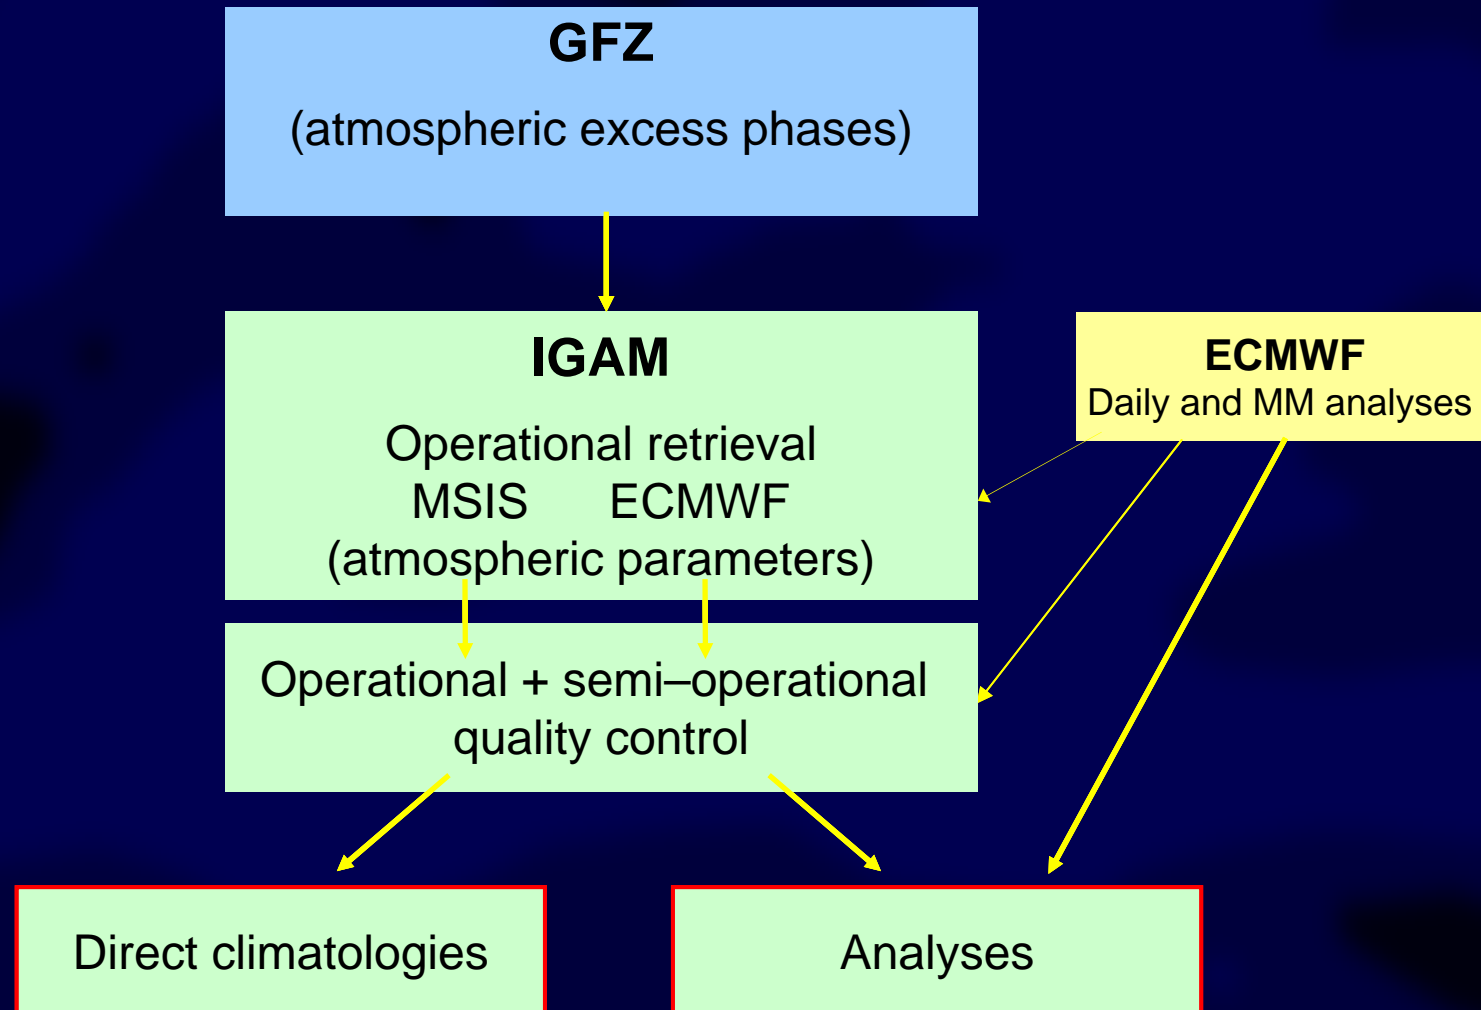 GFZ
(atmospheric excess phases)
IGAM
Operational retrieval
MSIS ECMWF
(atmospheric parameters)
ECMWF
Daily and MM analyses
Operational + semi–operational
quality control
Direct climatologies
Analyses